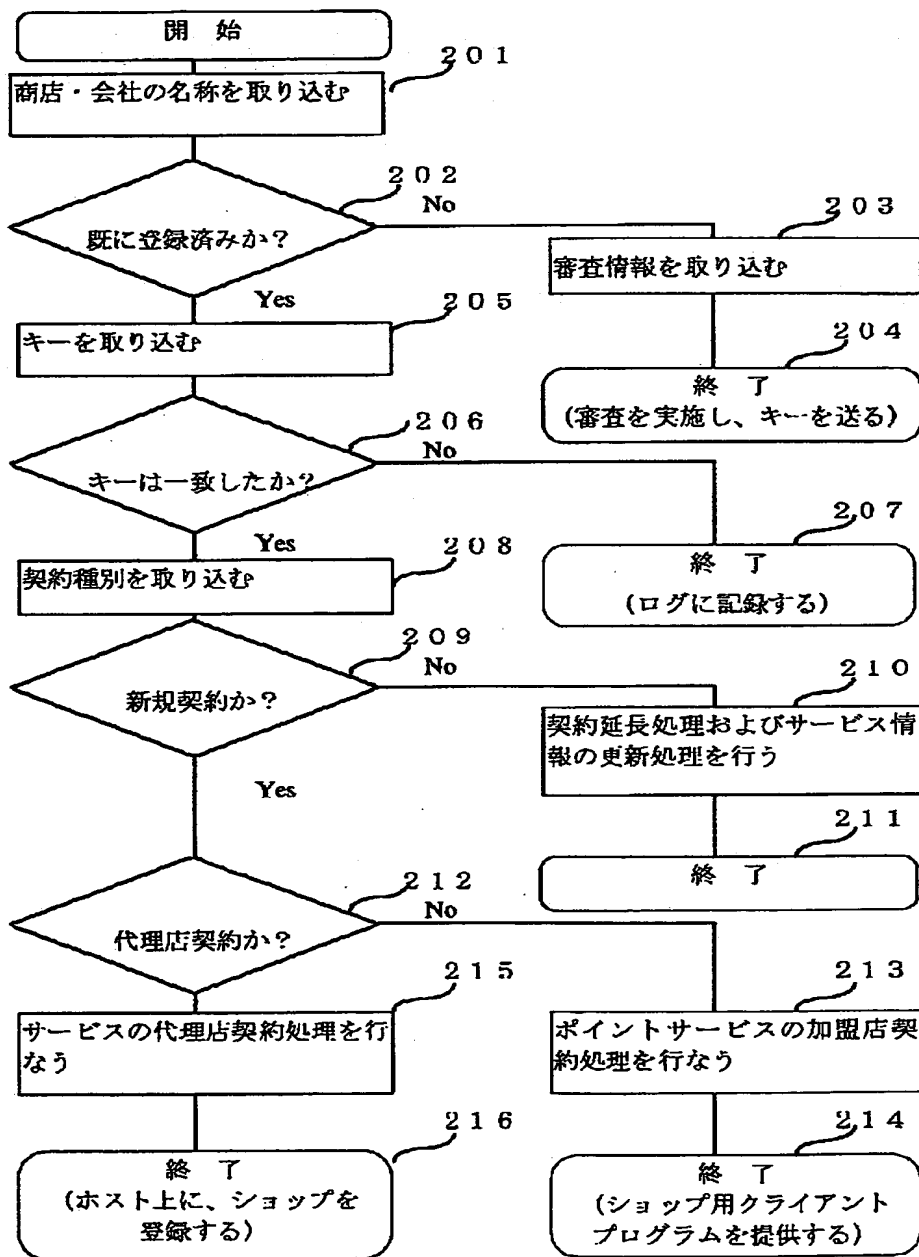 開 始
201
商店・会社の名称を取り込む
202
No
既に登録済みか?
203
審査情報を取り込む
Yes
205
キーを取り込む
204
終 了
(審査を実施し、キーを送る)
206
No
キーは一致したか?
207
Yes
208
終 了
(ログに記録する)
契約種別を取り込む
209
No
新規契約か?
210
契約延長処理およびサービス情
報の更新処理を行う
Yes
211
終 了
212
No
代理店契約か?
215
213
サービスの代理店契約処理を行
なう
ポイントサービスの加盟店契
約処理を行なう
216
214
終 了
(ホスト上に、ショップを
登録する)
終 了
(ショップ用クライアント
プログラムを提供する)